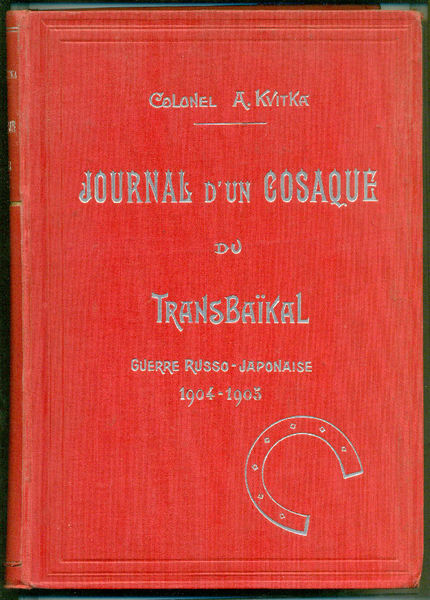 COLONEL A. KVITKA
JOURNAL D'UN COSAQUE
DU
TRANSBAÏKAL
GUERRE RUSSO-JAPONAISE
1904-1905